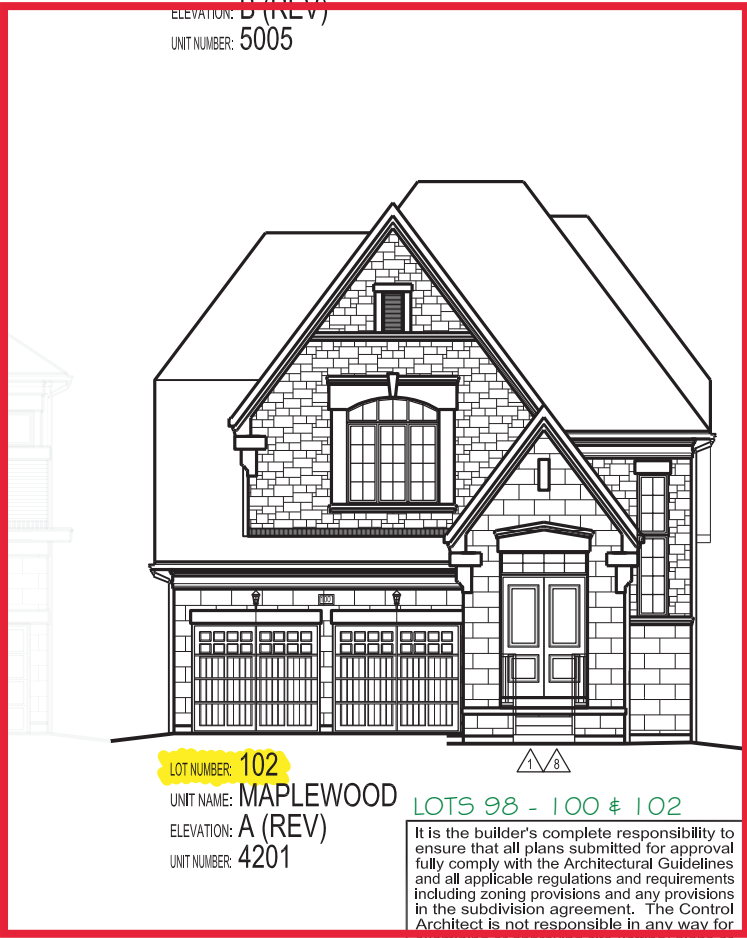 ELEVATION: B (REV)
UNIT NUMBER: 5005
100
1 8
LOT NUMBER: 102
UNIT NAME: MAPLEWOOD
ELEVATION: A (REV)
UNIT NUMBER: 4201
LOTS 98 - 100 & 102
It is the builder's complete responsibility to
ensure that all plans submitted for approval
fully comply with the Architectural Guidelines
and all applicable regulations and requirements
including zoning provisions and any provisions
in the subdivision agreement. The Control
Architect is not responsible in any way for